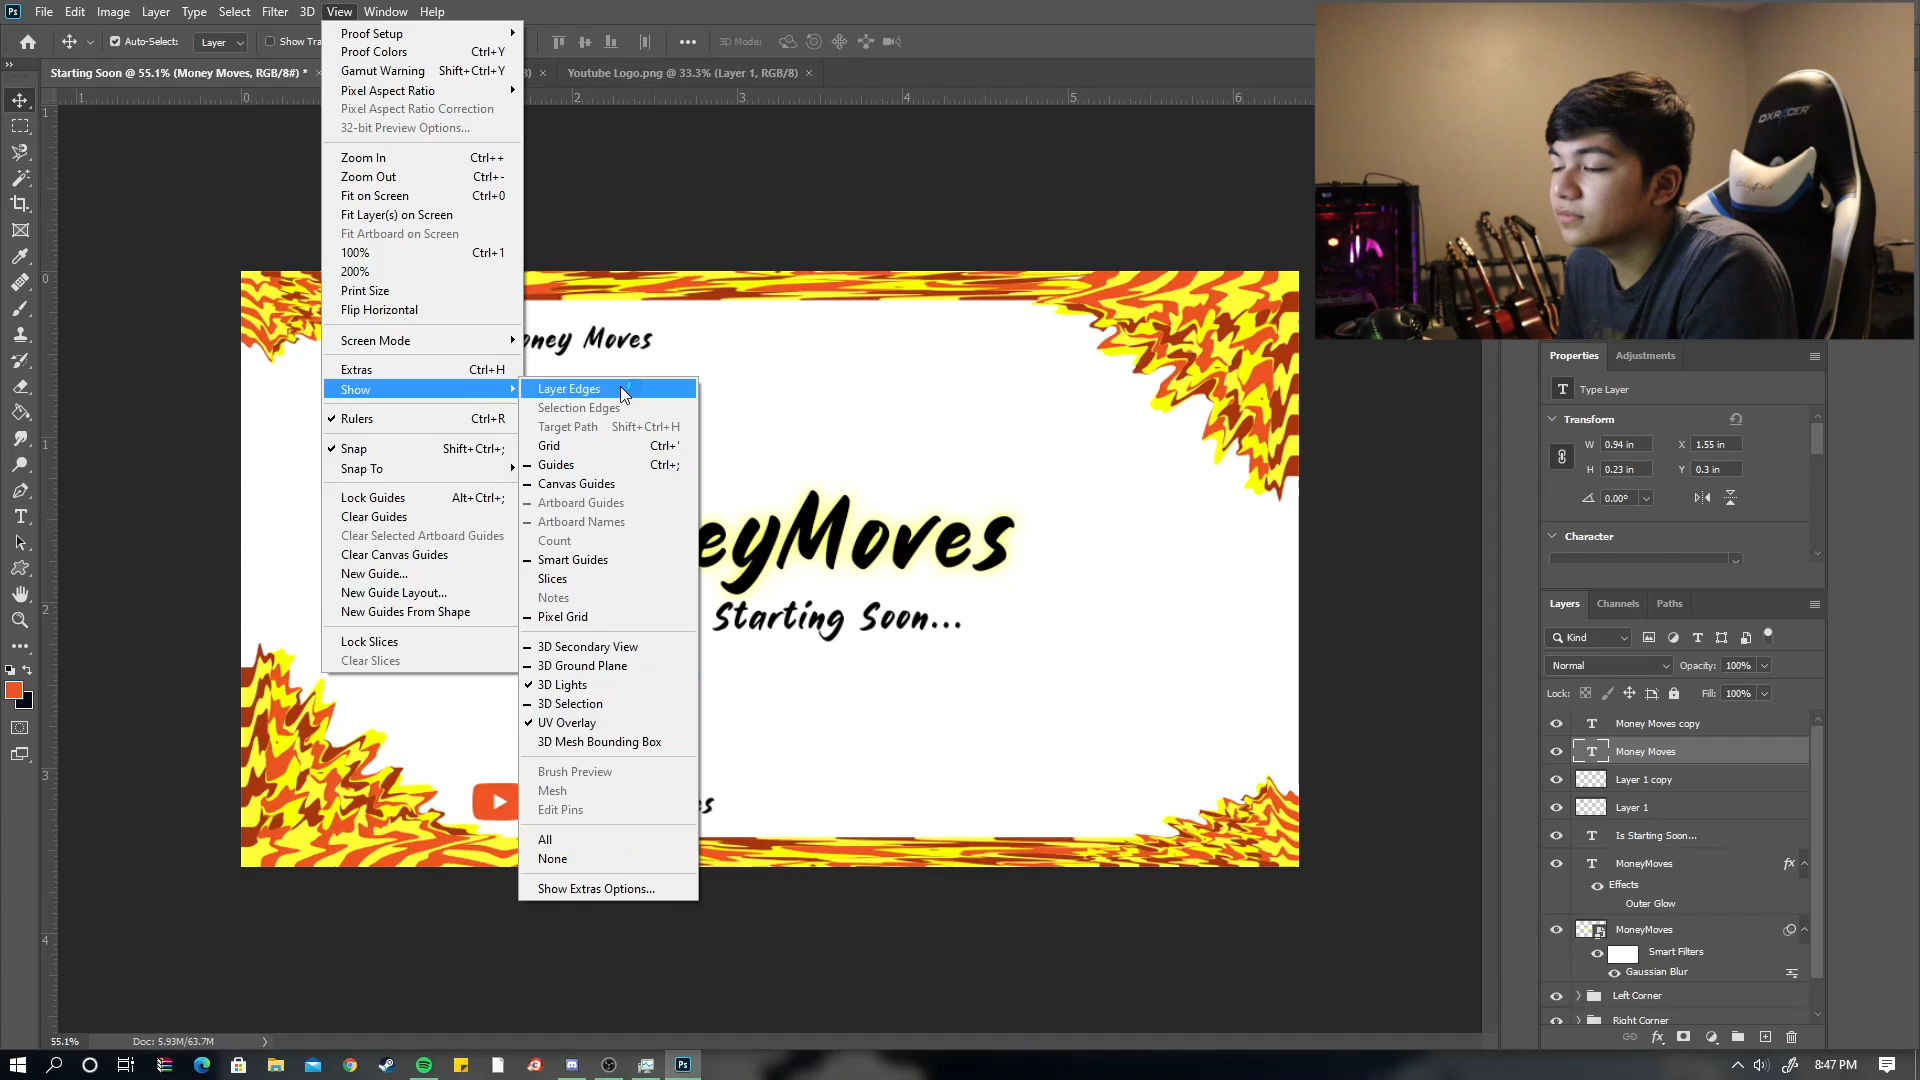 File Edit Image Layer Type Select Filter 3D View Window Help
Auto-Select: Layer Show Tra 3D Mode:
Starting Soon @ 55.1% (Money Moves, RGB/8#) * Youtube Logo.png @ 33.3% (Layer 1, RGB/8)
1 0 2 3 4 5 6
Proof Setup
Proof Colors Ctrl+Y
Gamut Warning Shift+Ctrl+Y
Pixel Aspect Ratio
Pixel Aspect Ratio Correction
32-bit Preview Options...
Zoom In Ctrl++
Zoom Out Ctrl+-
Fit on Screen Ctrl+0
Fit Layer(s) on Screen
Fit Artboard on Screen
100% Ctrl+1
200%
Print Size
Flip Horizontal
Screen Mode
Extras Ctrl+H
Show
Rulers Ctrl+R
Snap Shift+Ctrl+;
Snap To
Lock Guides Alt+Ctrl+;
Clear Guides
Clear Selected Artboard Guides
Clear Canvas Guides
New Guide...
New Guide Layout...
New Guides From Shape
Lock Slices
Clear Slices
Layer Edges
Selection Edges
Target Path Shift+Ctrl+H
Grid Ctrl+'
Guides Ctrl+;
Canvas Guides
Artboard Guides
Artboard Names
Count
Smart Guides
Slices
Notes
Pixel Grid
3D Secondary View
3D Ground Plane
3D Lights
3D Selection
UV Overlay
3D Mesh Bounding Box
Brush Preview
Mesh
Edit Pins
All
None
Show Extras Options...
oney Moves
eyMoves
Starting Soon...
es
DXRACER
Properties Adjustments
T Type Layer
Transform
W 0.94 in X 1.55 in
H 0.23 in Y 0.3 in
0.00°
Character
Layers Channels Paths
Kind
Normal Opacity: 100%
Lock: Fill: 100%
T Money Moves copy
T Money Moves
Layer 1 copy
Layer 1
T Is Starting Soon...
T MoneyMoves fx
Effects
Outer Glow
MoneyMoves
Smart Filters
Gaussian Blur
Left Corner
Right Corner
fx
55.1% Doc: 5.93M/63.7M
Ps 8:47 PM